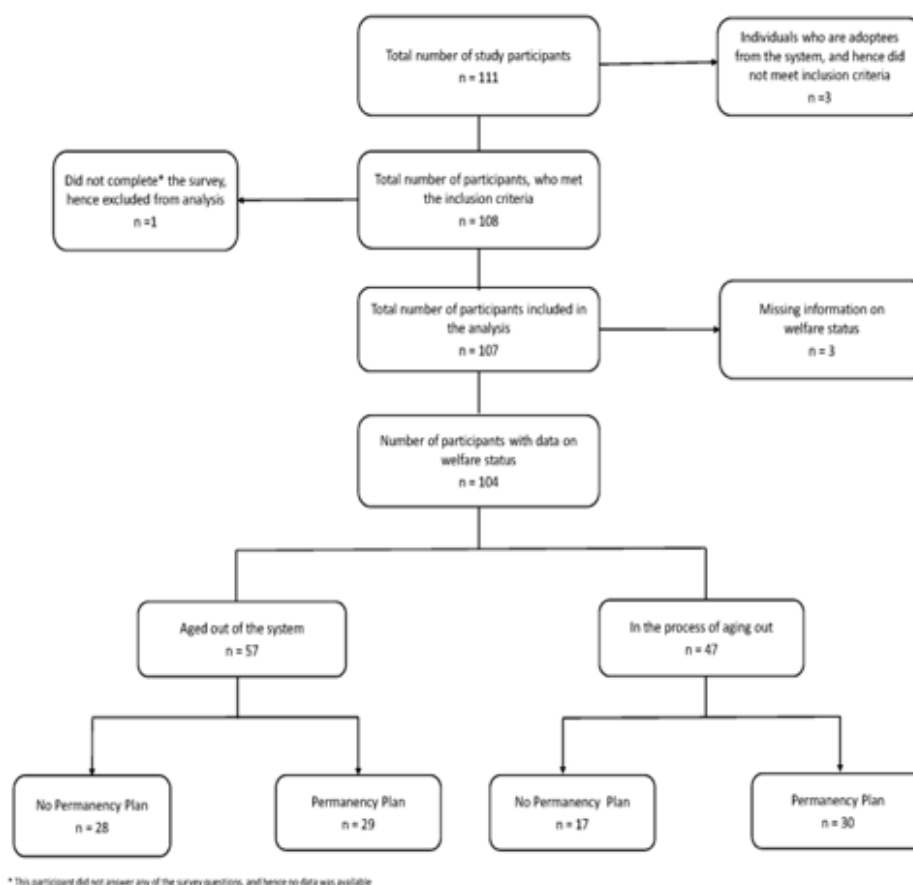 Total number of study participants
n = 111
Individuals who are adoptees
from the system, and hence did
not meet inclusion criteria
n =3
Did not complete* the survey,
hence excluded from analysis
n =1
Total number of participants, who met
the inclusion criteria
n = 108
Total number of participants included in
the analysis
n = 107
Missing information on
welfare status
n = 3
Number of participants with data on
welfare status
n = 104
Aged out of the system
n = 57
In the process of aging out
n = 47
No Permanency Plan
n = 28
Permanency Plan
n = 29
No Permanency Plan
n = 17
Permanency Plan
n = 30
* This participant did not answer any of the survey questions, and hence no data was available